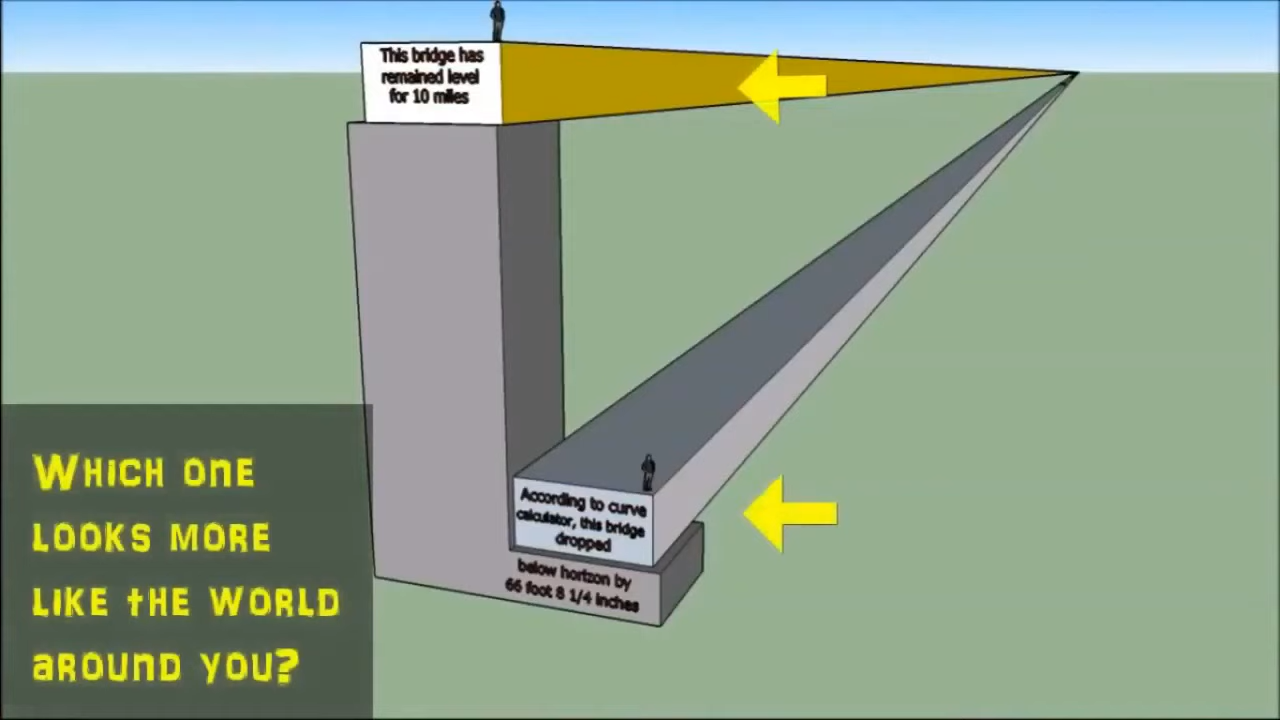 This bridge has
remained level
for 10 miles
According to curve
calculator, this bridge
dropped
below horizon by
66 foot 8 1/4 inches
Which one
looks more
like the world
around you?